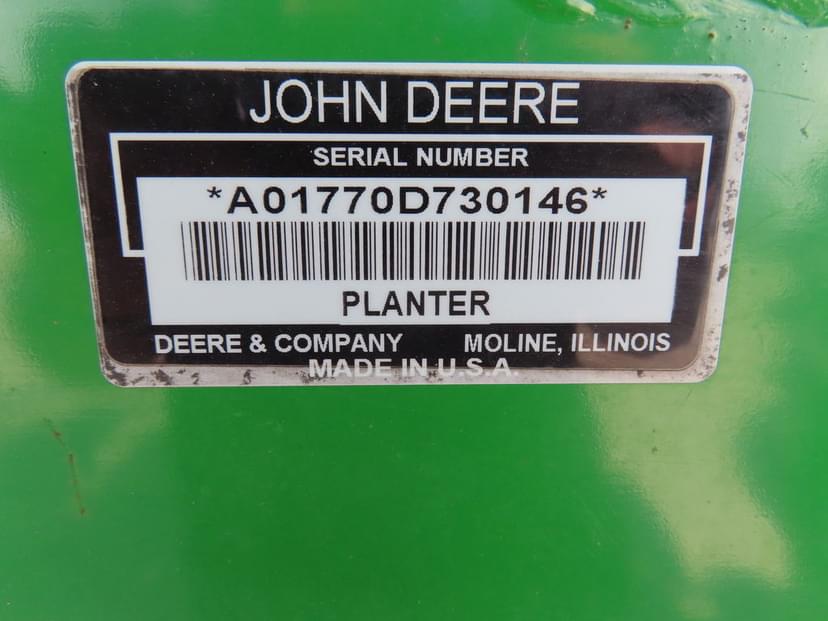 JOHN DEERE
SERIAL NUMBER
*A01770D730146*
PLANTER
DEERE & COMPANY MOLINE, ILLINOIS
MADE IN U.S.A.